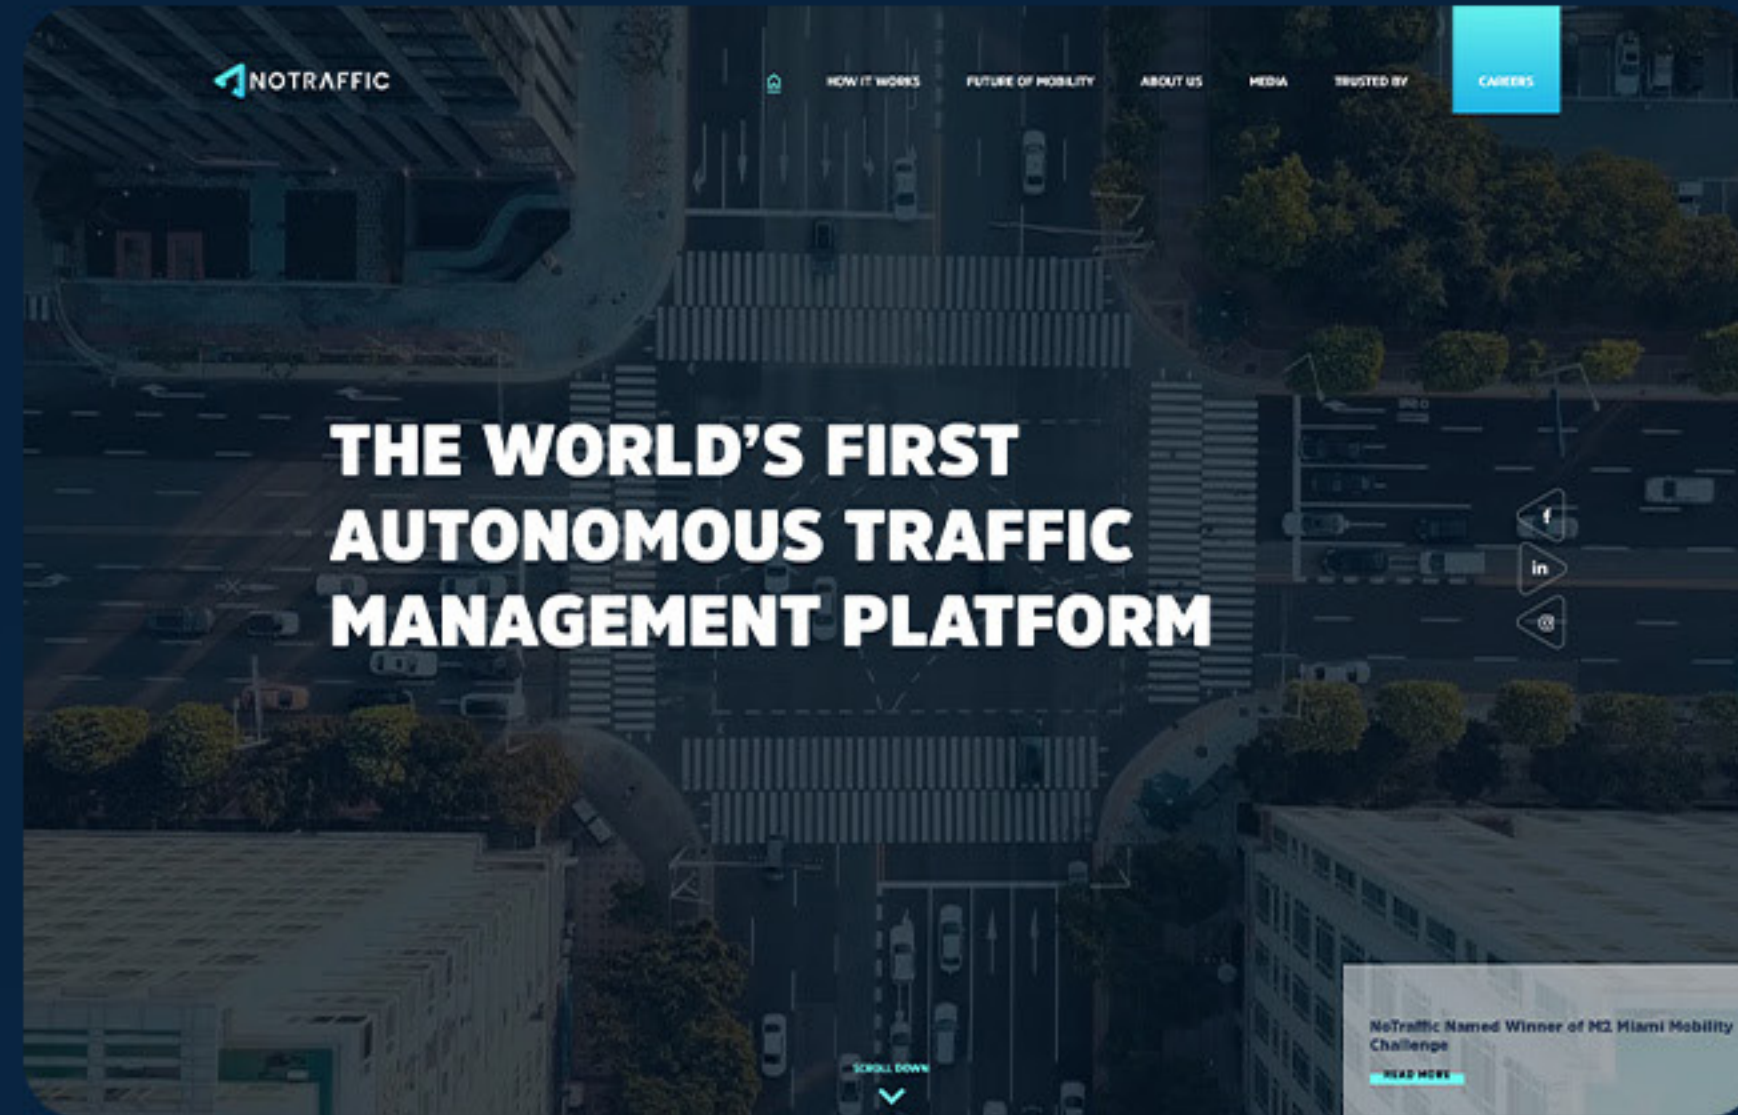 NOTRAFFIC
HOW IT WORKS
FUTURE OF MOBILITY
ABOUT US
MEDIA
TRUSTED BY
CAREERS
THE WORLD’S FIRST
AUTONOMOUS TRAFFIC
MANAGEMENT PLATFORM
f
in
SCROLL DOWN
NoTraffic Named Winner of M2 Miami Mobility
Challenge
READ MORE